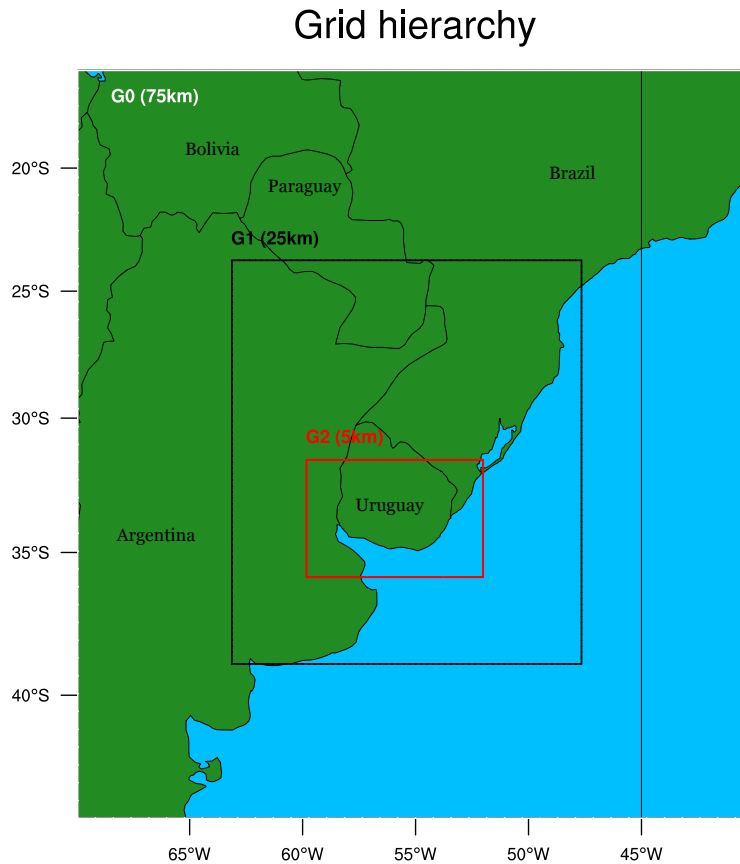 Grid hierarchy
G0 (75km)
Bolivia
Paraguay
Brazil
20°S
G1 (25km)
25°S
30°S
G2 (5km)
Uruguay
Argentina
35°S
40°S
65°W 60°W 55°W 50°W 45°W